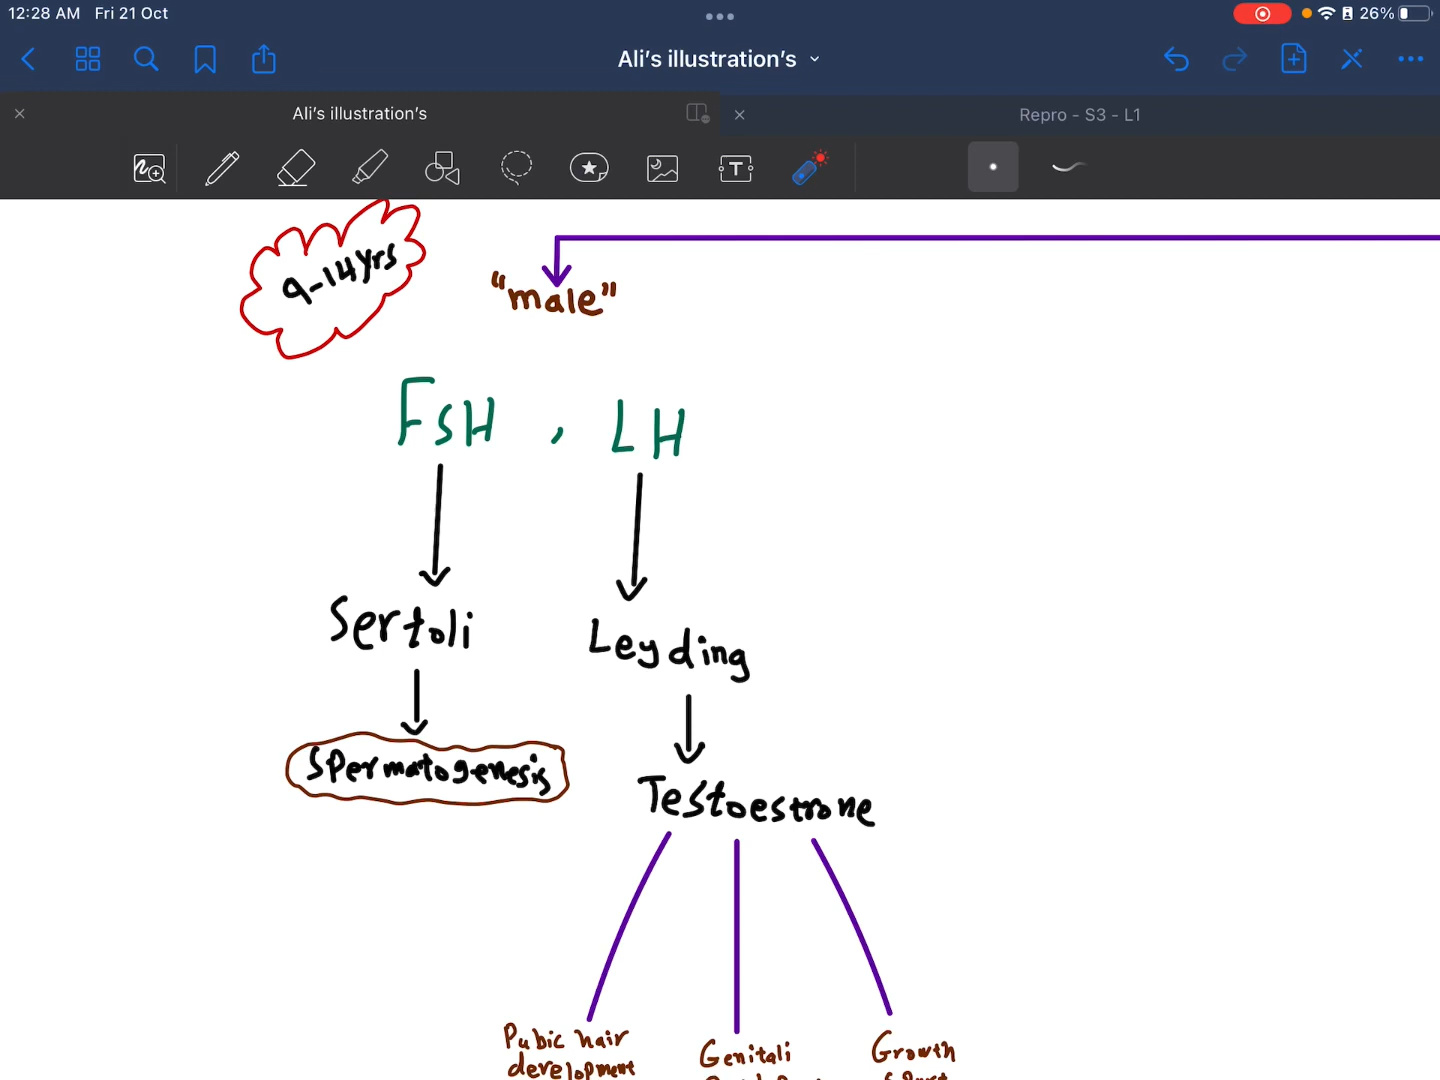 12:28 AM Fri 21 Oct
26%
Ali's illustration's
Ali's illustration's
Repro - S3 - L1
9-14yrs
"male"
FSH , LH
Sertoli
Leyding
Spermatogenesis
Testoestrone
Pubic hair
development
Genitali
Growth